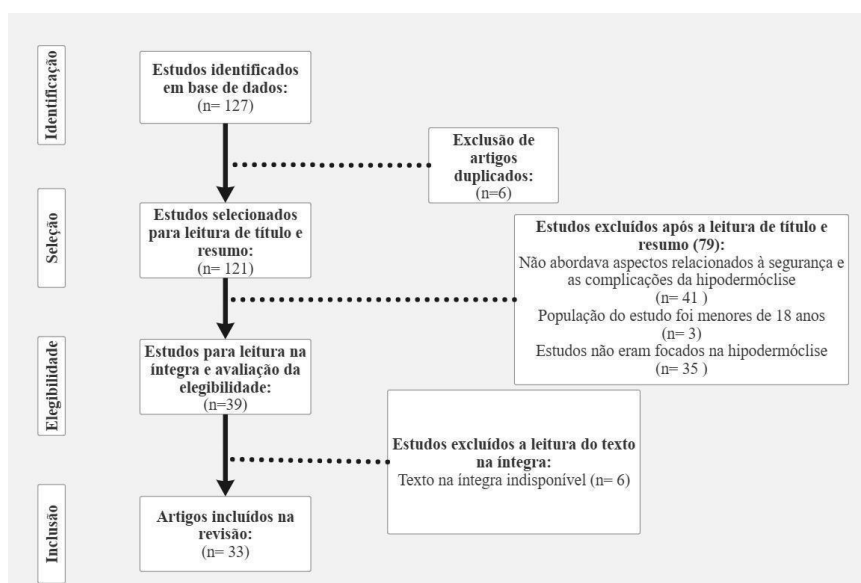 Identificação
Estudos identificados
em base de dados:
(n= 127)
Exclusão de
artigos
duplicados:
(n=6)
Seleção
Estudos selecionados
para leitura de título e
resumo:
(n= 121)
Estudos excluídos após a leitura de título e
resumo (79):
Não abordava aspectos relacionados à segurança e
as complicações da hipodermóclise
(n= 41 )
População do estudo foi menores de 18 anos
(n= 3)
Estudos não eram focados na hipodermóclise
(n= 35 )
Elegibilidade
Estudos para leitura na
íntegra e avaliação da
elegibilidade:
(n=39)
Estudos excluídos a leitura do texto
na íntegra:
Texto na íntegra indisponível (n= 6)
Inclusão
Artigos incluídos na
revisão:
(n= 33)